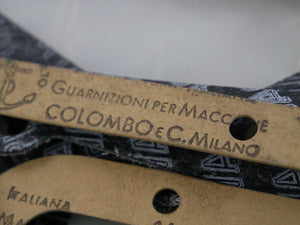 GUARNIZIONI PER MACCHINE
COLOMBO E C. MILANO
ITALIANA